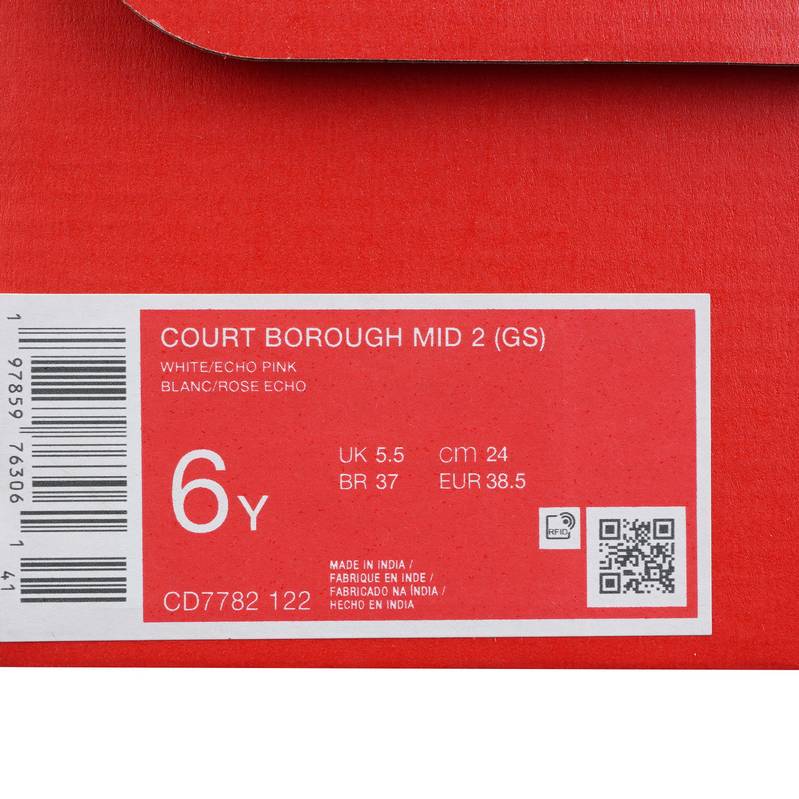 COURT BOROUGH MID 2 (GS)
WHITE/ECHO PINK
BLANC/ROSE ECHO
6 Y
UK 5.5 cm 24
BR 37 EUR 38.5
RFID
CD7782 122
MADE IN INDIA /
FABRIQUE EN INDE /
FABRICADO NA ÍNDIA /
HECHO EN INDIA
1 97859 76306 1 41